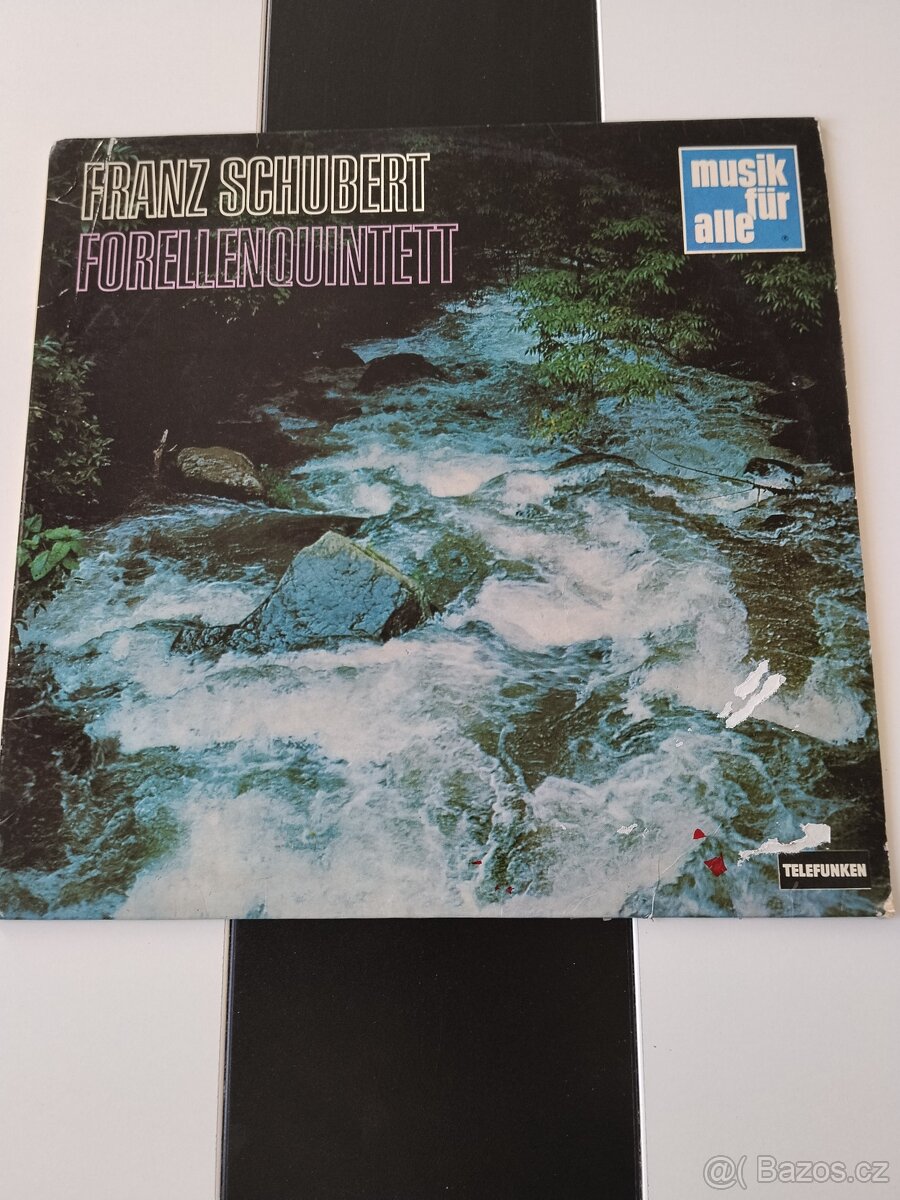 FRANZ SCHUBERT
FORELLENQUINTETT
musik
für
alle
TELEFUNKEN
@( Bazos.cz